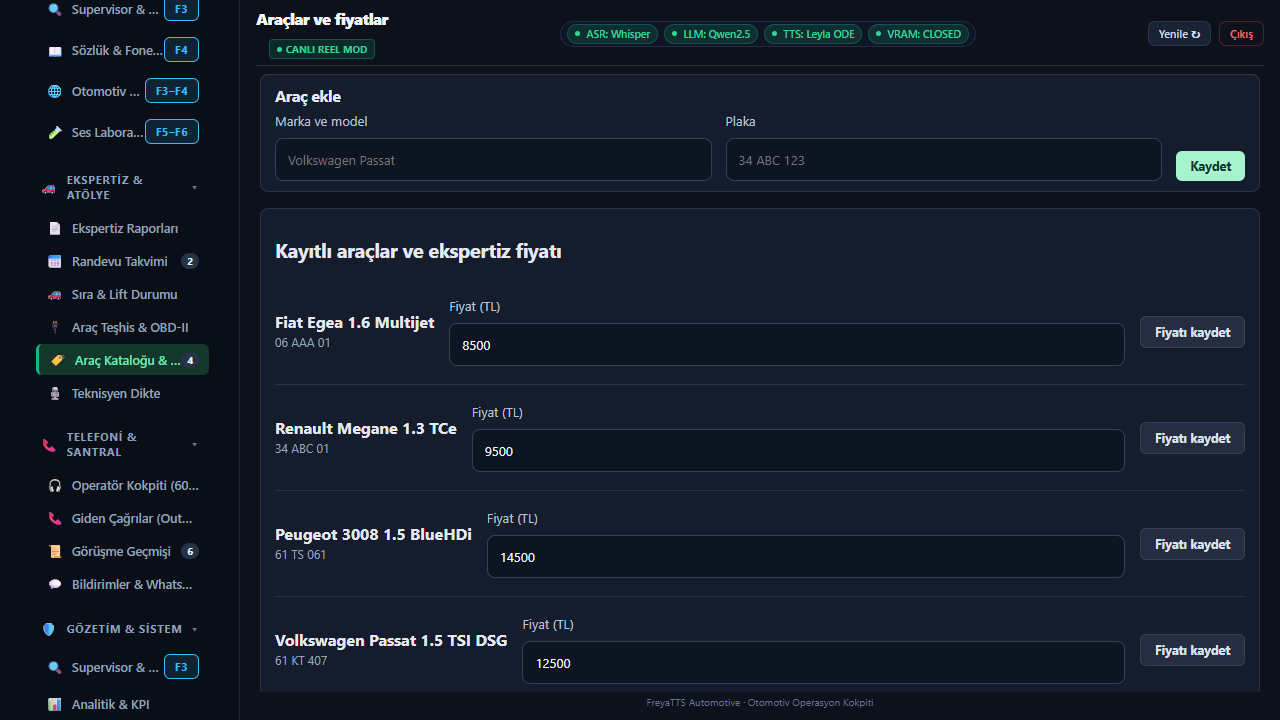 Supervisor & ... F3
Sözlük & Fone... F4
Otomotiv ... F3–F4
Ses Labora... F5–F6
EKSPERTİZ &
ATÖLYE
Ekspertiz Raporları
Randevu Takvimi 2
Sıra & Lift Durumu
Araç Teşhis & OBD-II
Araç Kataloğu & ... 4
Teknisyen Dikte
TELEFONİ &
SANTRAL
Operatör Kokpiti (60...
Giden Çağrılar (Out...
Görüşme Geçmişi 6
Bildirimler & Whats...
GÖZETİM & SİSTEM
Supervisor & ... F3
Analitik & KPI
Araçlar ve fiyatlar
CANLI REEL MOD
ASR: Whisper LLM: Qwen2.5 TTS: Leyla ODE VRAM: CLOSED
Yenile ↻ Çıkış
Araç ekle
Marka ve model Plaka
Volkswagen Passat 34 ABC 123 Kaydet
Kayıtlı araçlar ve ekspertiz fiyatı
Fiyat (TL)
Fiat Egea 1.6 Multijet
06 AAA 01
8500 Fiyatı kaydet
Fiyat (TL)
Renault Megane 1.3 TCe
34 ABC 01
9500 Fiyatı kaydet
Fiyat (TL)
Peugeot 3008 1.5 BlueHDi
61 TS 061
14500 Fiyatı kaydet
Fiyat (TL)
Volkswagen Passat 1.5 TSI DSG
61 KT 407
12500 Fiyatı kaydet
FreyaTTS Automotive · Otomotiv Operasyon Kokpiti